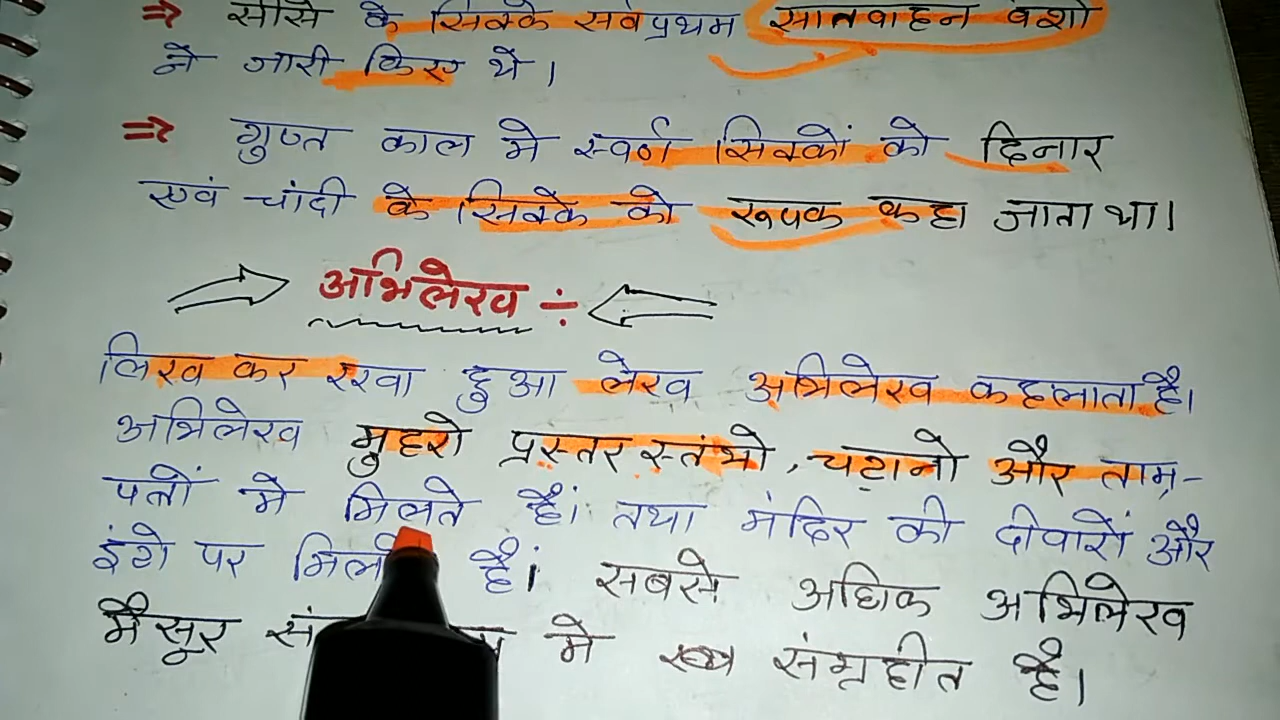 ⇒ सीसे के सिक्के सर्वप्रथम सातवाहन वंशो
ने जारी किए थे।
⇒ गुप्त काल मे स्वर्ण सिक्कों को दिनार
एवं चांदी के सिक्के को रूपक कहा जाता था।
अभिलेख ÷
लिख कर रखा हुआ लेख अभिलेख कहलाता है।
अभिलेख मुहरो प्रस्तर स्तंभो, चट्टानो और ताम्र-
पत्तों मे मिलते हैं। तथा मंदिर की दीवारों और
इंटो पर हैं। सबसे अधिक अभिलेख
मैसूर मे संग्रहीत है।